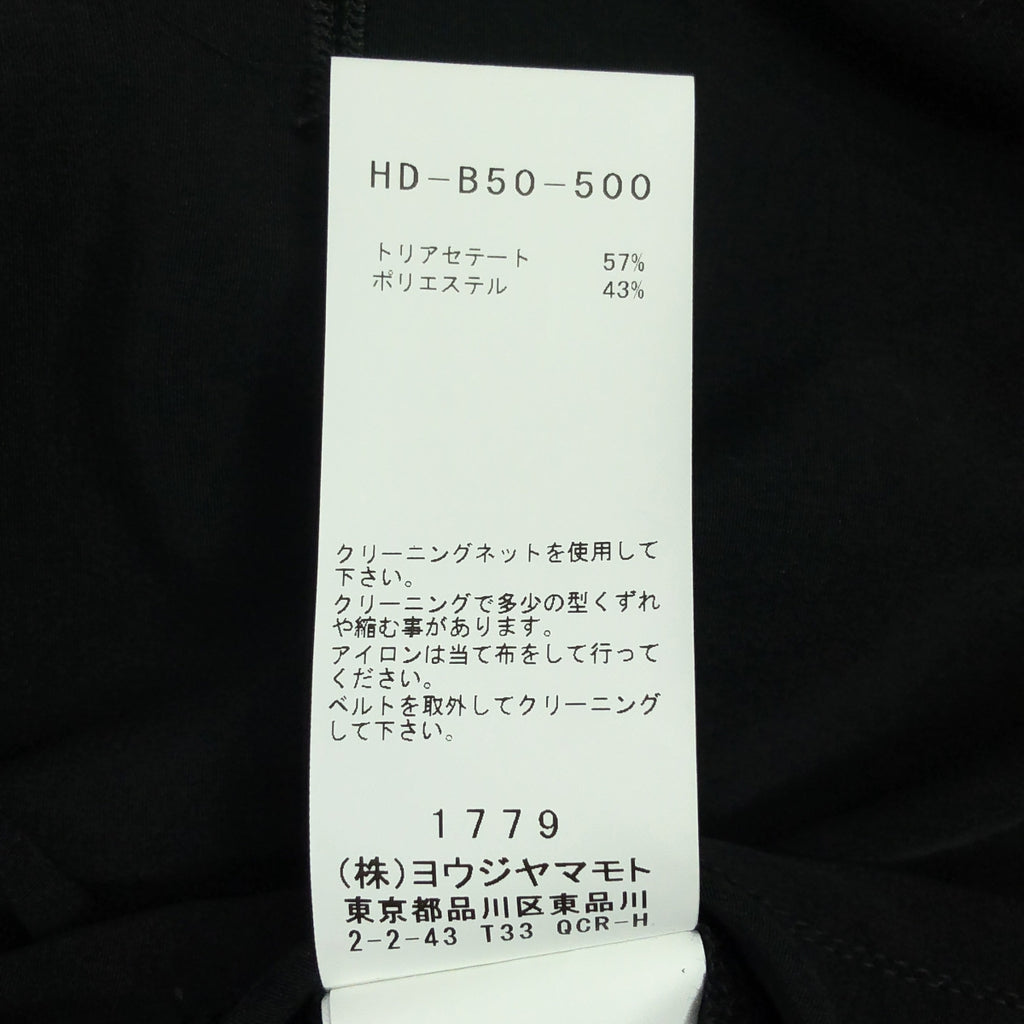 HD-B50-500
トリアセテート 57%
ポリエステル 43%
クリーニングネットを使用して
下さい。
クリーニングで多少の型くずれ
や縮む事があります。
アイロンは当て布をして行って
ください。
ベルトを取外してクリーニング
して下さい。
1779
(株)ヨウジヤマモト
東京都品川区東品川
2-2-43 T33 QCR-H